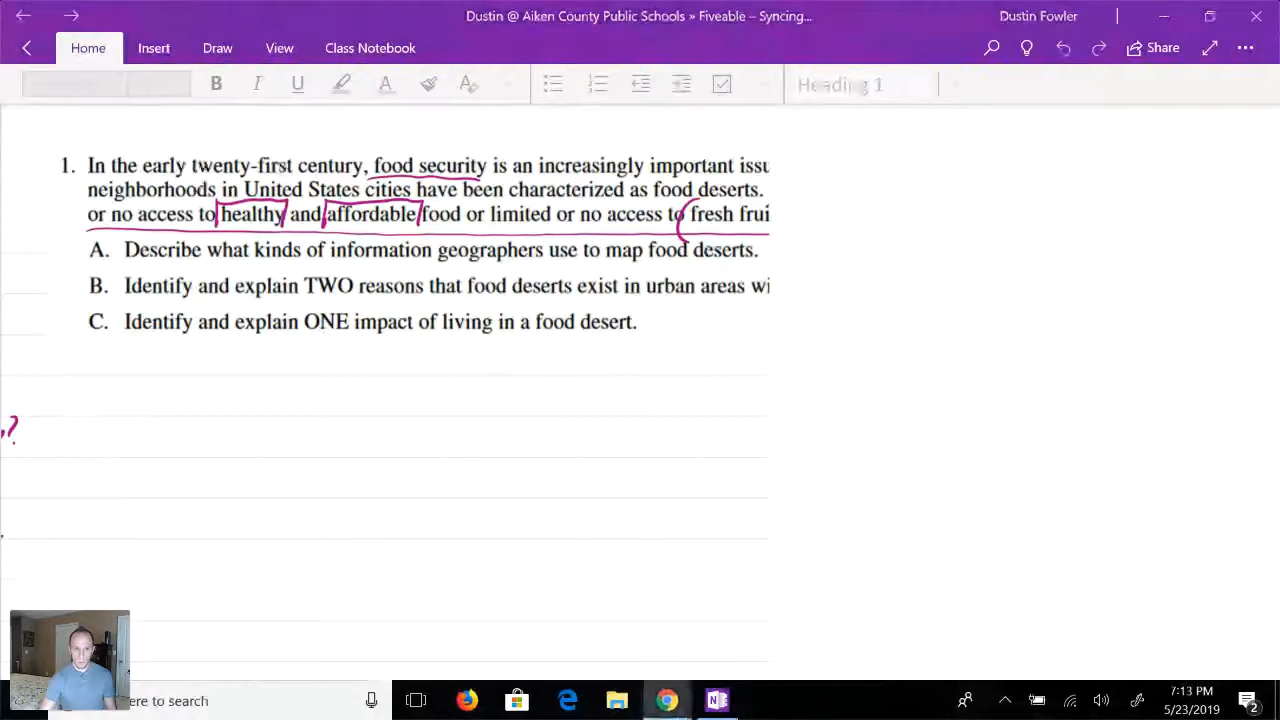 Dustin @ Aiken County Public Schools » Fiveable – Syncing...
Dustin Fowler
Home
Insert
Draw
View
Class Notebook
Share
B
I
U
A
A
Heading 1
1. In the early twenty-first century, food security is an increasingly important issu
neighborhoods in United States cities have been characterized as food deserts.
or no access to healthy and affordable food or limited or no access to fresh frui
A. Describe what kinds of information geographers use to map food deserts.
B. Identify and explain TWO reasons that food deserts exist in urban areas wi
C. Identify and explain ONE impact of living in a food desert.
?
ere to search
7:13 PM
5/23/2019
2